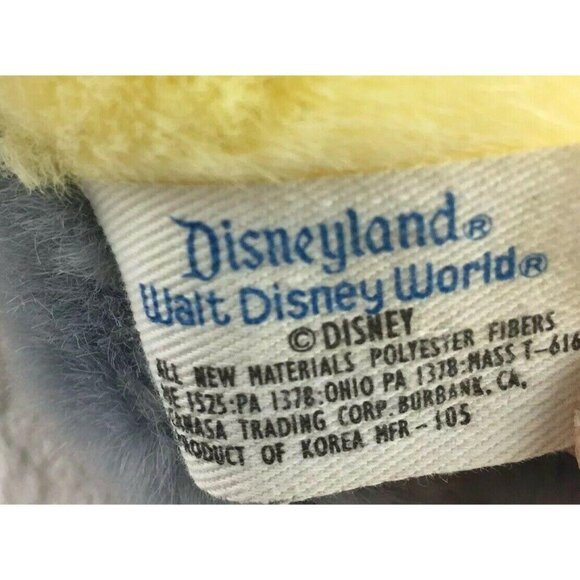 Disneyland®
Walt Disney World®
© DISNEY
ALL NEW MATERIALS POLYESTER FIBERS
1525:PA 1378:OHIO PA 1378:MASS T-616
TRADING CORP. BURBANK, CA.
PRODUCT OF KOREA MFR-105